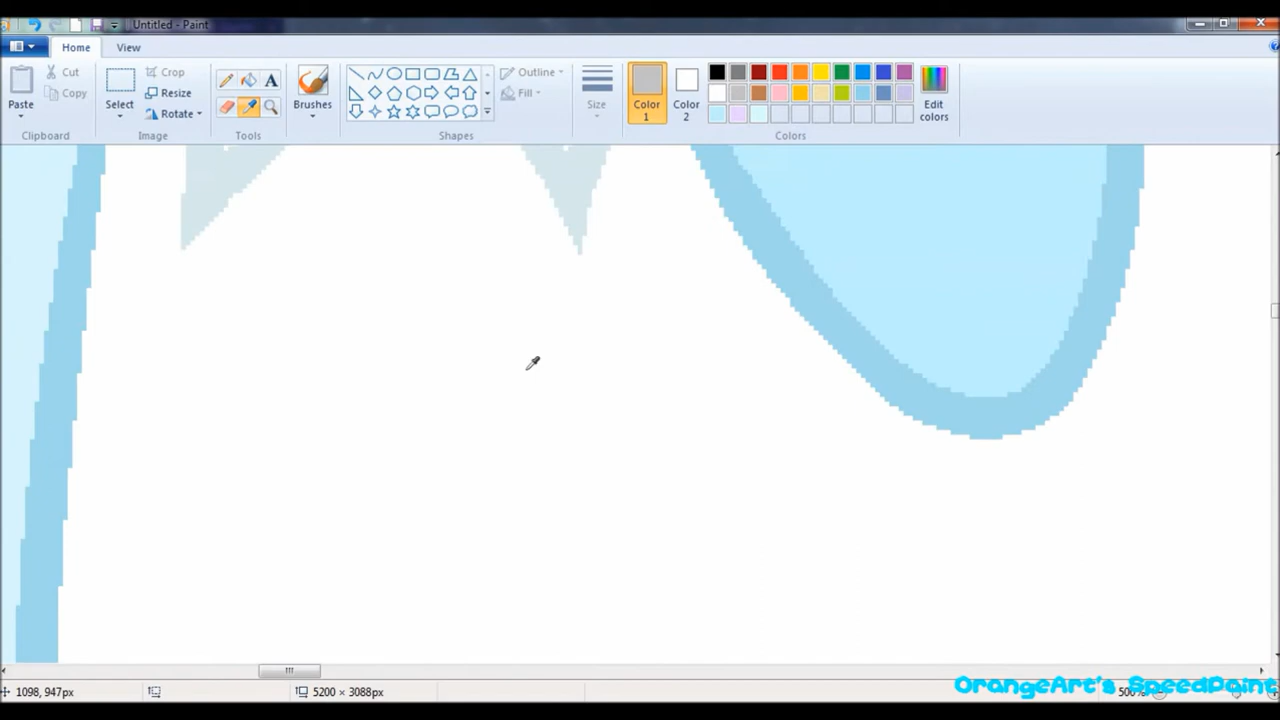 Untitled - Paint
Home View
Paste
Cut
Copy
Clipboard
Select
Crop
Resize
Rotate
Image
A
Tools
Brushes
Shapes
Outline
Fill
Size
Color 1
Color 2
Edit colors
Colors
1098, 947px
5200 × 3088px
OrangeArt's SpeedPaint